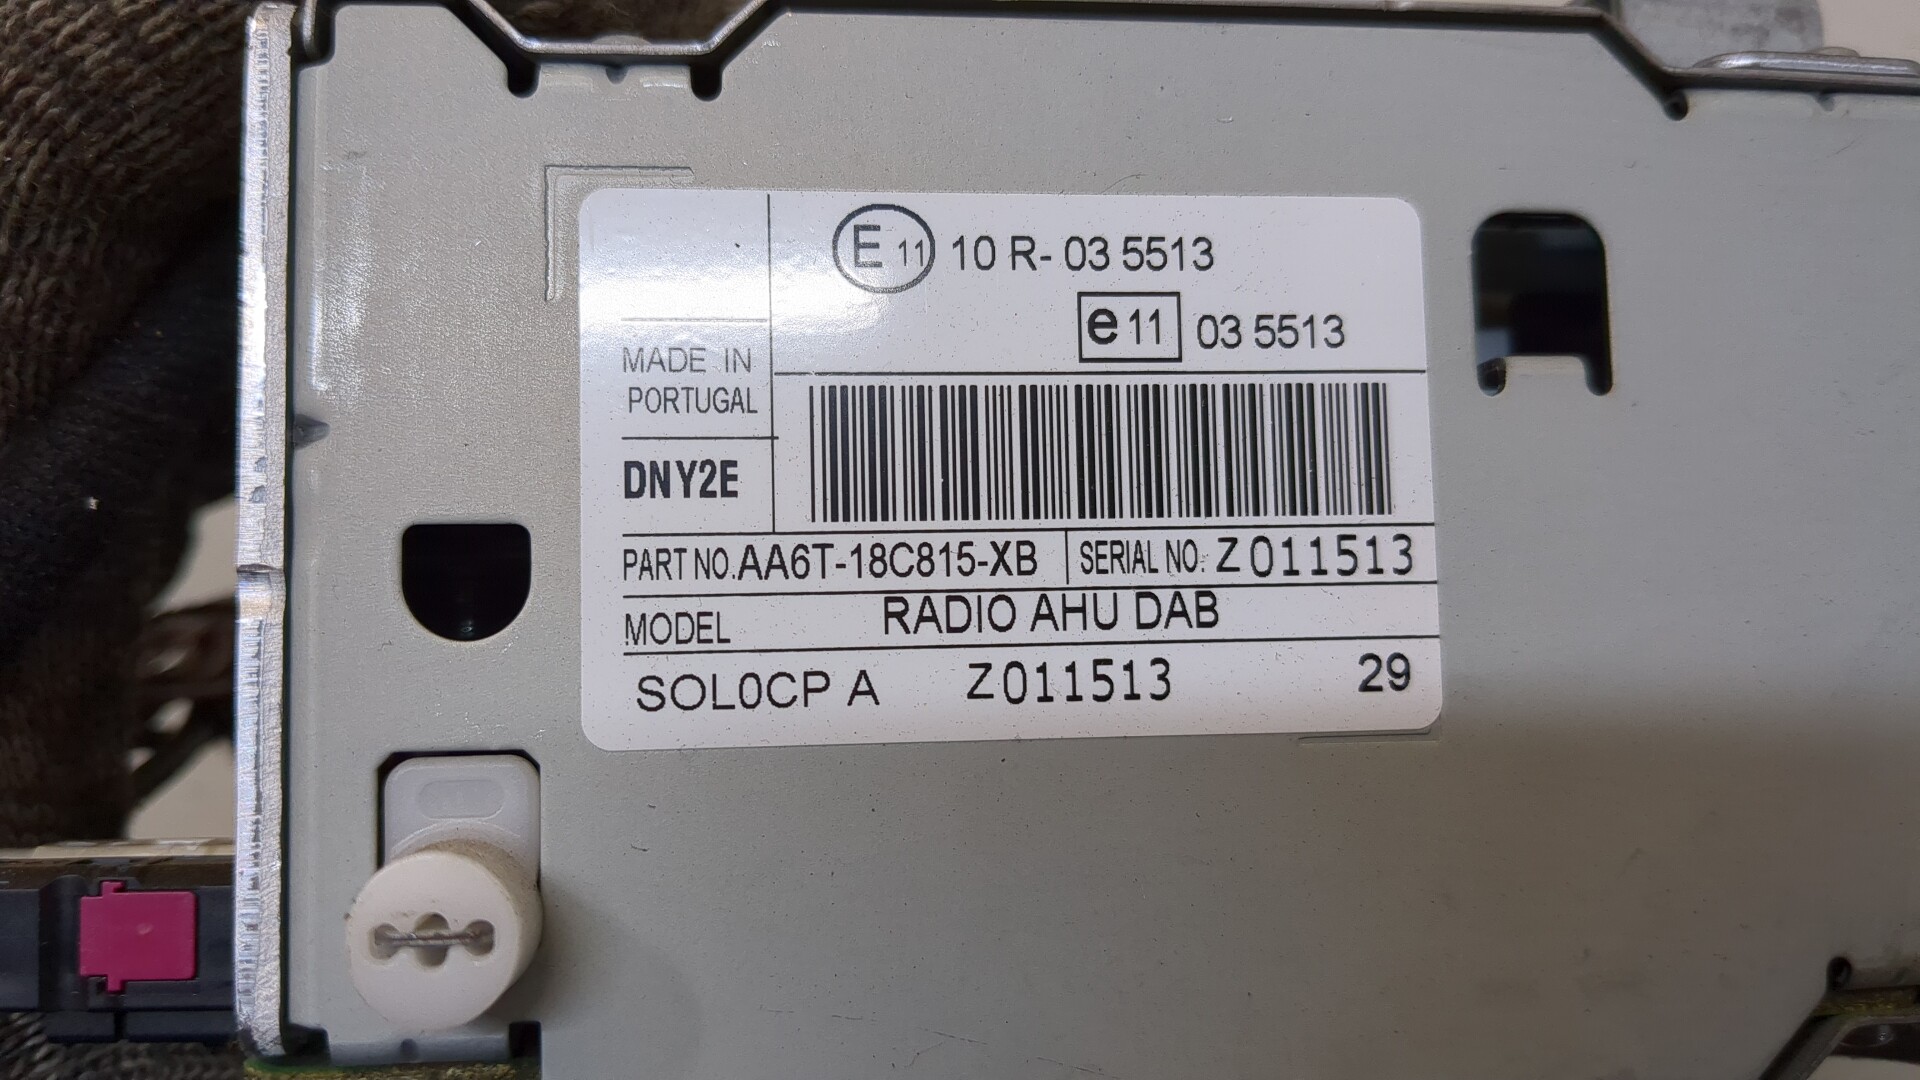 E 11 10 R- 03 5513
e 11 03 5513
MADE IN
PORTUGAL
DNY2E
PART NO. AA6T-18C815-XB SERIAL NO: Z011513
MODEL RADIO AHU DAB
SOL0CP A Z011513 29